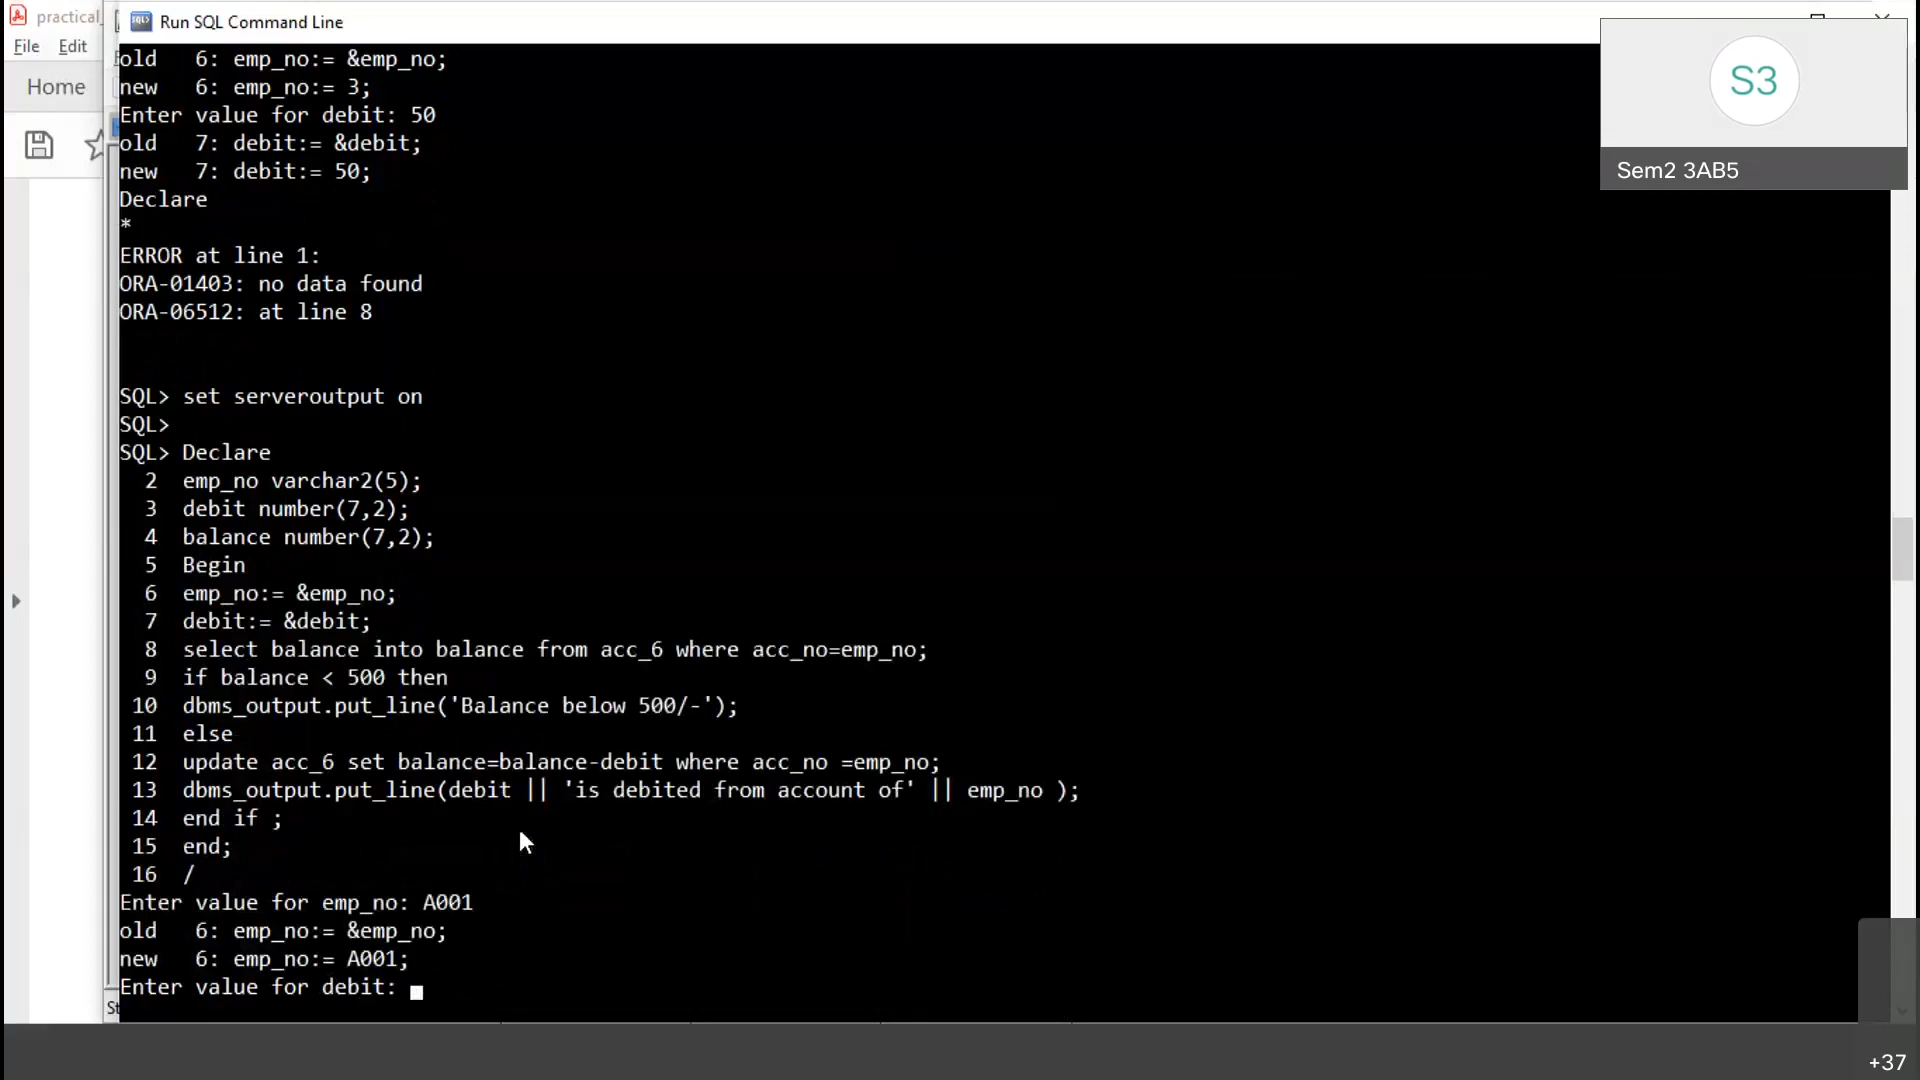 practical_
Run SQL Command Line
File Edit
Home
old   6: emp_no:= &emp_no;
new   6: emp_no:= 3;
Enter value for debit: 50
old   7: debit:= &debit;
new   7: debit:= 50;
Declare
*
ERROR at line 1:
ORA-01403: no data found
ORA-06512: at line 8
SQL> set serveroutput on
SQL>
SQL> Declare
2  emp_no varchar2(5);
3  debit number(7,2);
4  balance number(7,2);
5  Begin
6  emp_no:= &emp_no;
7  debit:= &debit;
8  select balance into balance from acc_6 where acc_no=emp_no;
9  if balance < 500 then
10  dbms_output.put_line('Balance below 500/-');
11  else
12  update acc_6 set balance=balance-debit where acc_no =emp_no;
13  dbms_output.put_line(debit || 'is debited from account of' || emp_no );
14  end if ;
15  end;
16  /
Enter value for emp_no: A001
old   6: emp_no:= &emp_no;
new   6: emp_no:= A001;
Enter value for debit:
S3
Sem2 3AB5
St
+37